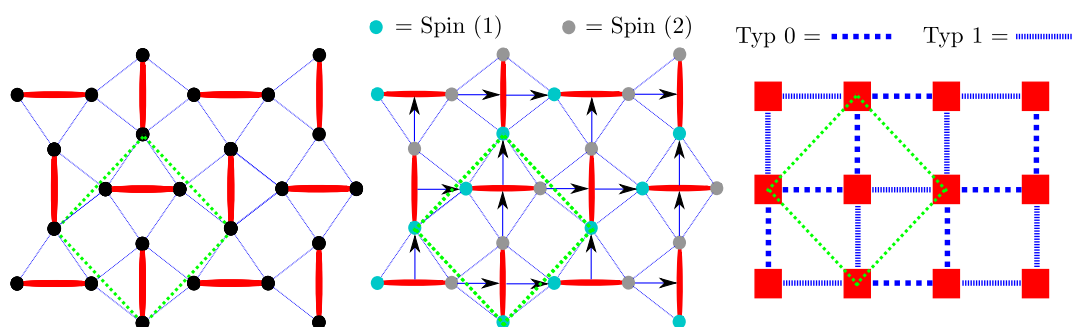 = Spin (1)
= Spin (2)
Typ 0 =
Typ 1 =